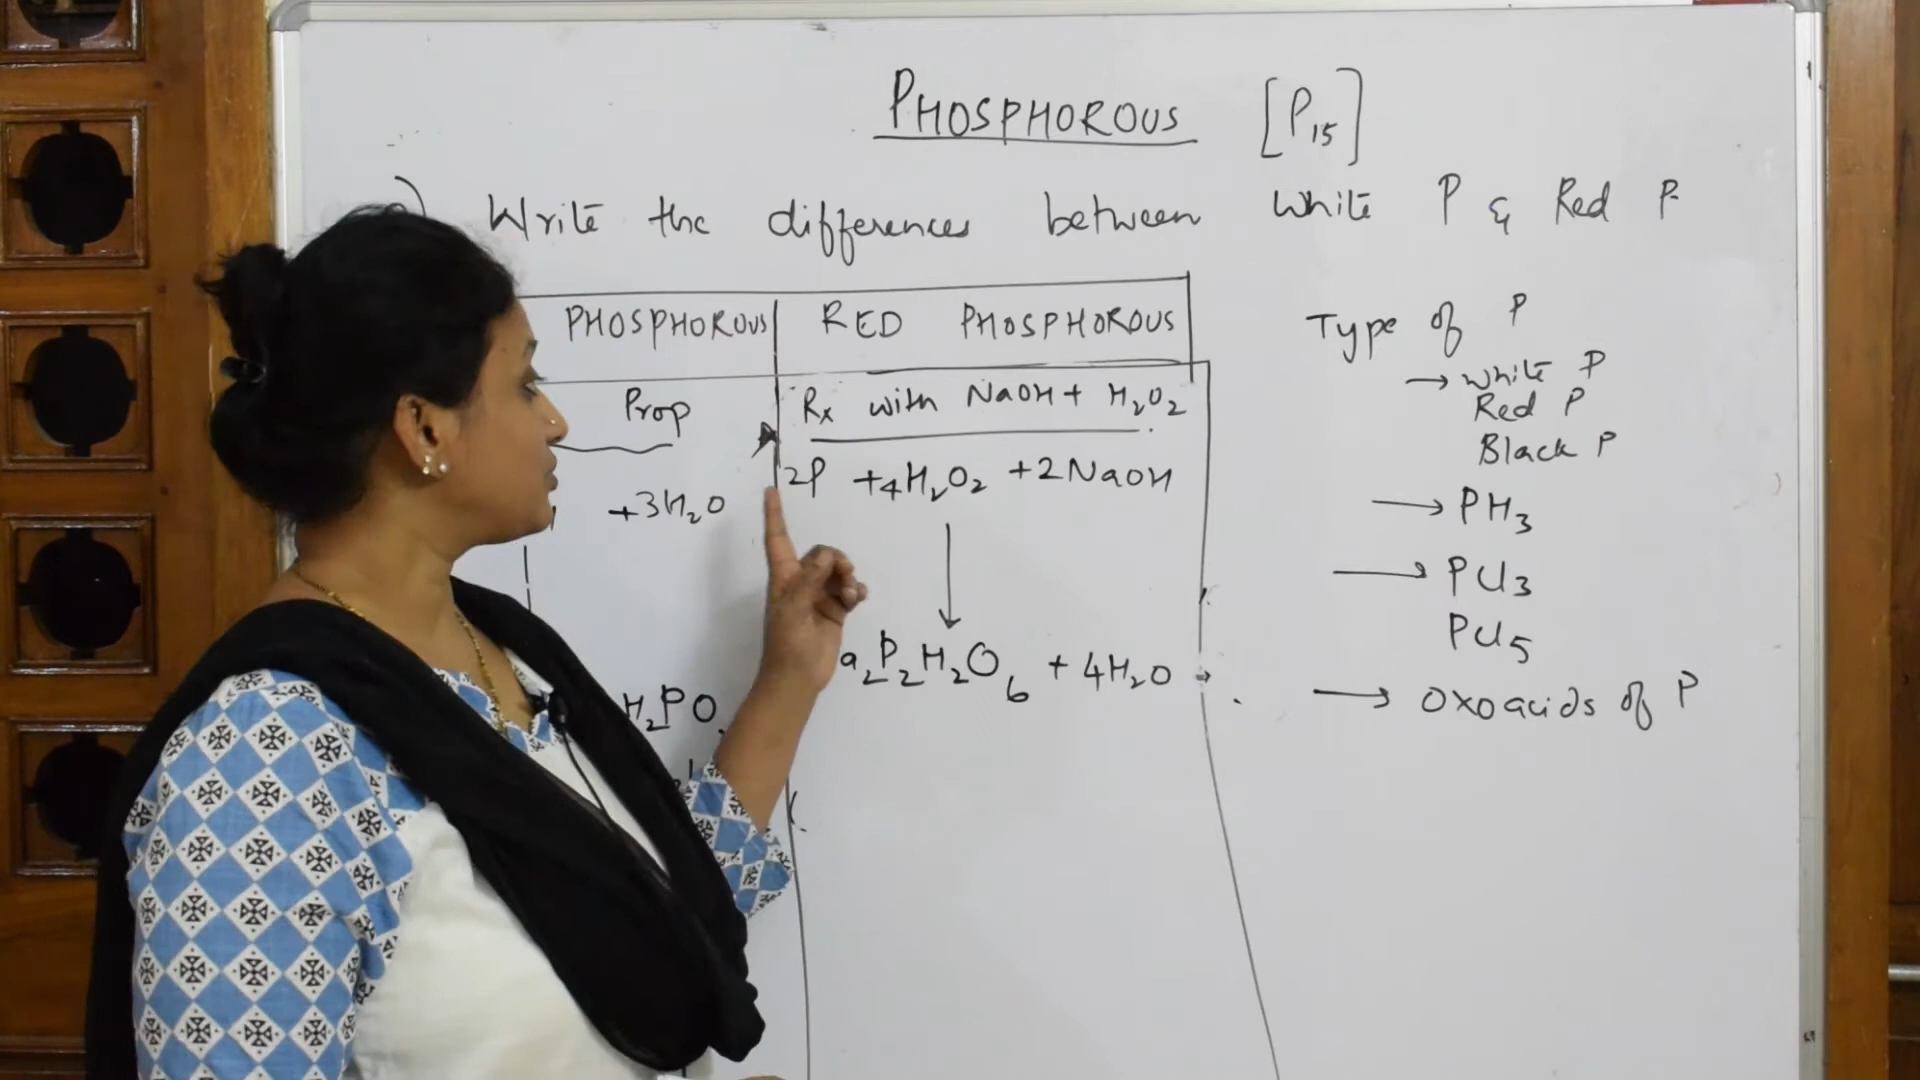 PHOSPHOROUS [P15]
Write the differences between White P & Red P
PHOSPHOROUS RED PHOSPHOROUS
Prop Rx with NaOH + H2O2
+3H2O 2P +4H2O2 +2NaOH
H2PO a2P2H2O6 + 4H2O
Type of P
→ White P
Red P
Black P
→ PH3
→ PCl3
PCl5
→ Oxoacids of P